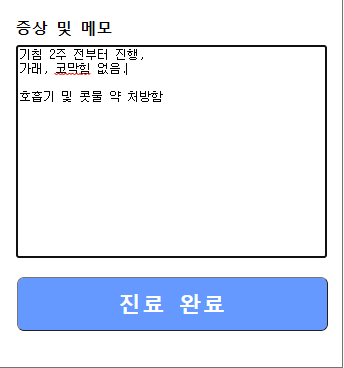 증상 및 메모
기침 2주 전부터 진행,
가래, 코막힘 없음.
호흡기 및 콧물 약 처방함
진료 완료